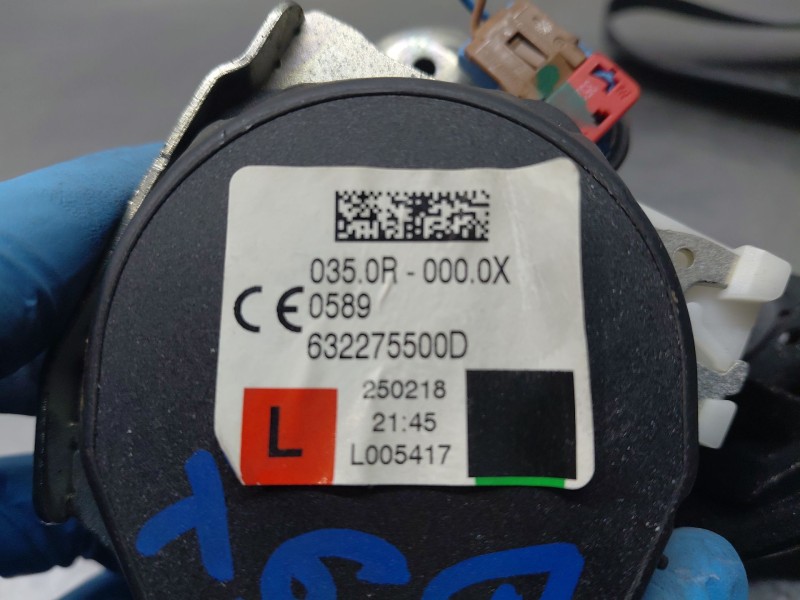 035.0R - 000.0X
CE 0589
632275500D
L
250218
21:45
L005417